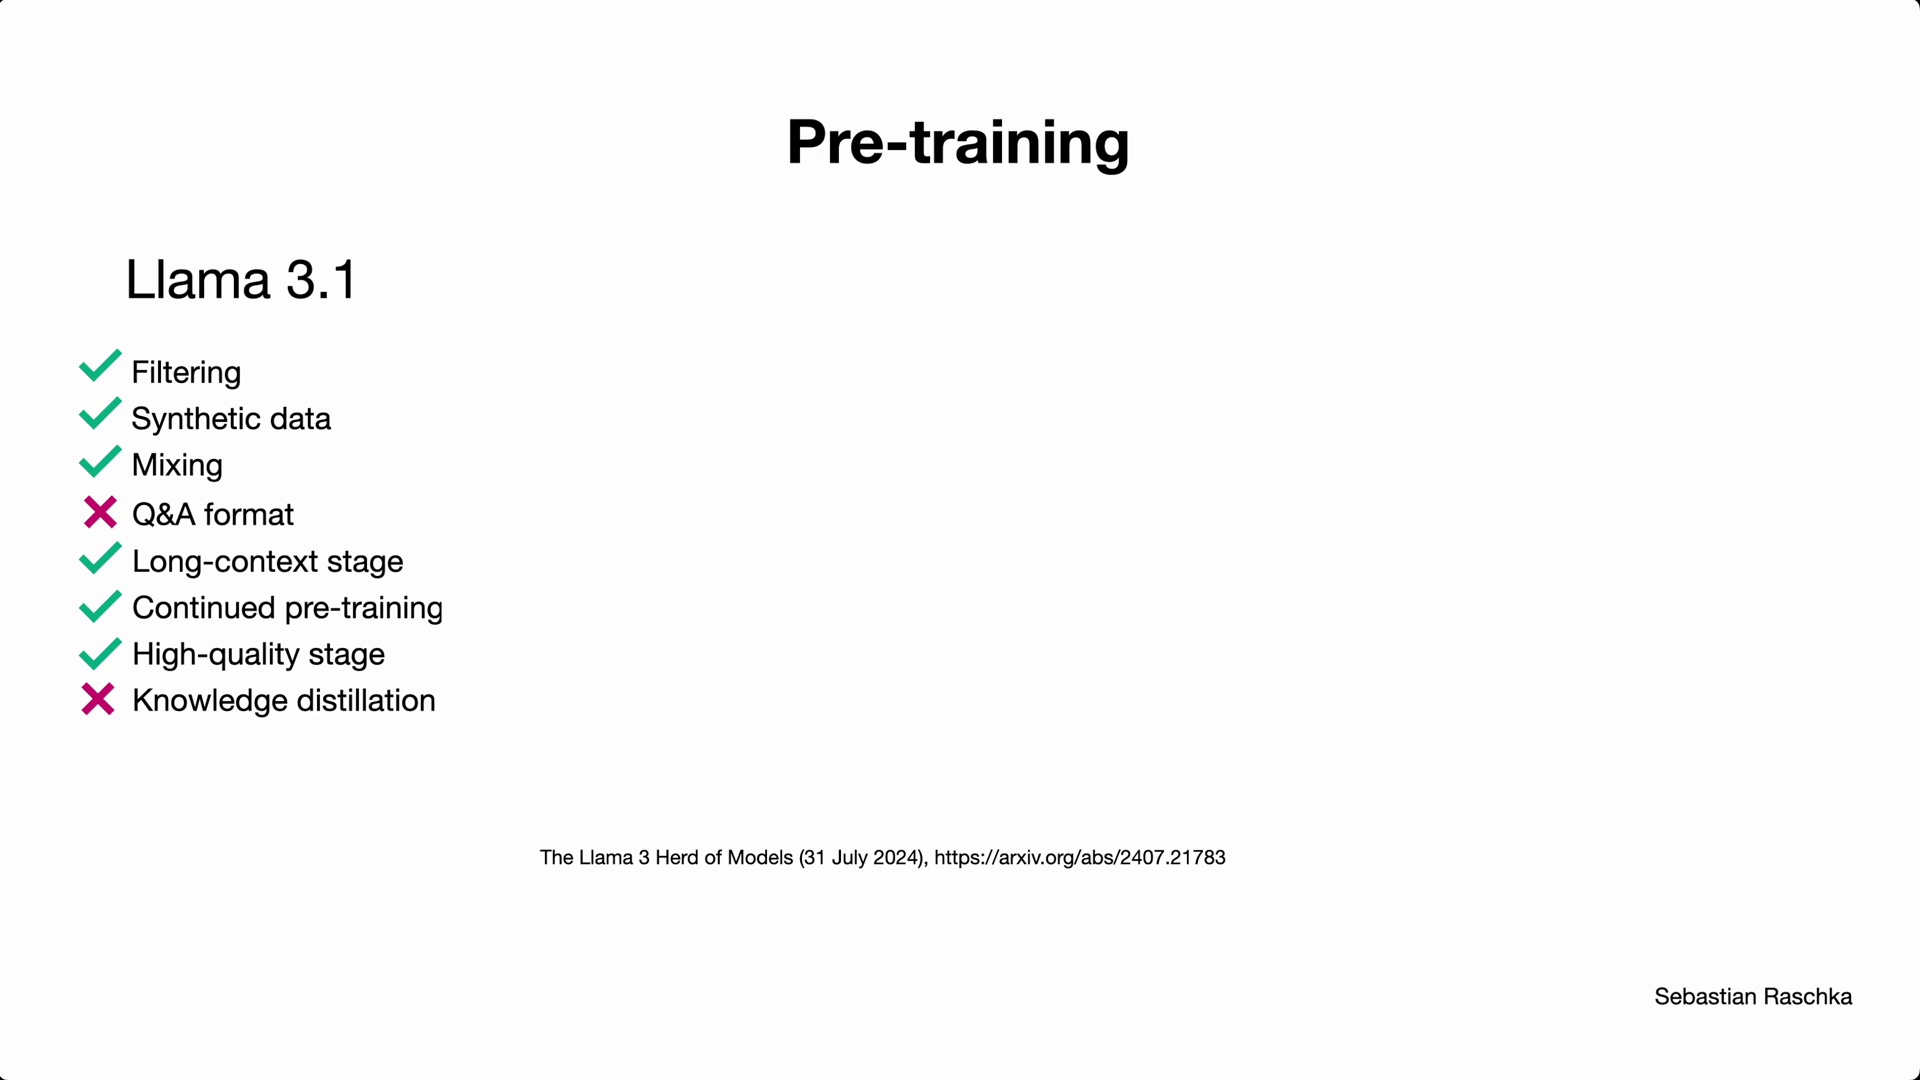 Pre-training
Llama 3.1
Filtering
Synthetic data
Mixing
Q&A format
Long-context stage
Continued pre-training
High-quality stage
Knowledge distillation
The Llama 3 Herd of Models (31 July 2024), https://arxiv.org/abs/2407.21783
Sebastian Raschka